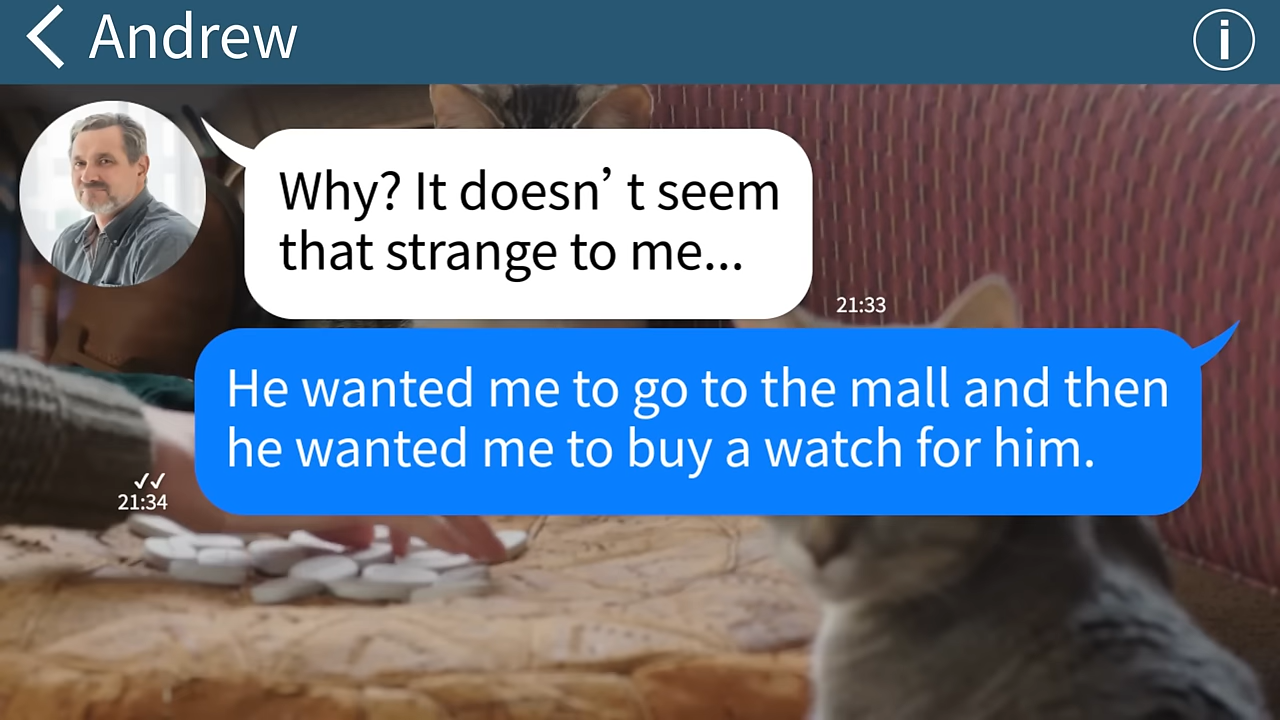 Andrew
Why? It doesn’ t seem
that strange to me...
21:33
He wanted me to go to the mall and then
he wanted me to buy a watch for him.
21:34